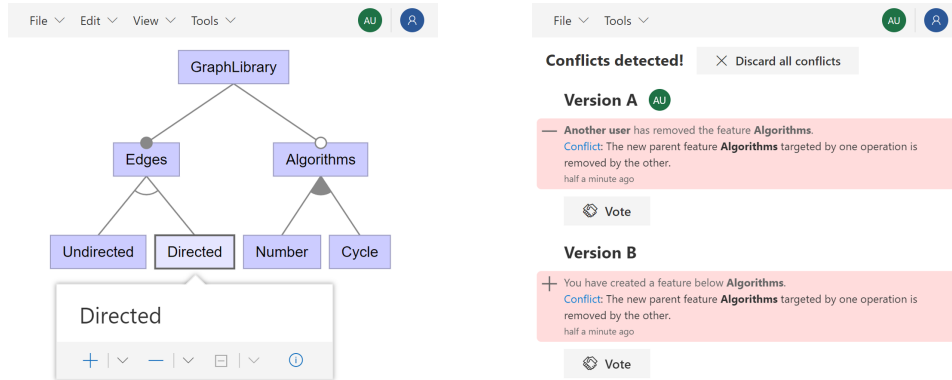 File Edit View Tools AU
GraphLibrary
Edges Algorithms
Undirected Directed Number Cycle
Directed
File Tools AU
Conflicts detected! Discard all conflicts
Version A AU
Another user has removed the feature Algorithms.
Conflict: The new parent feature Algorithms targeted by one operation is
removed by the other.
half a minute ago
Vote
Version B
You have created a feature below Algorithms.
Conflict: The new parent feature Algorithms targeted by one operation is
removed by the other.
half a minute ago
Vote